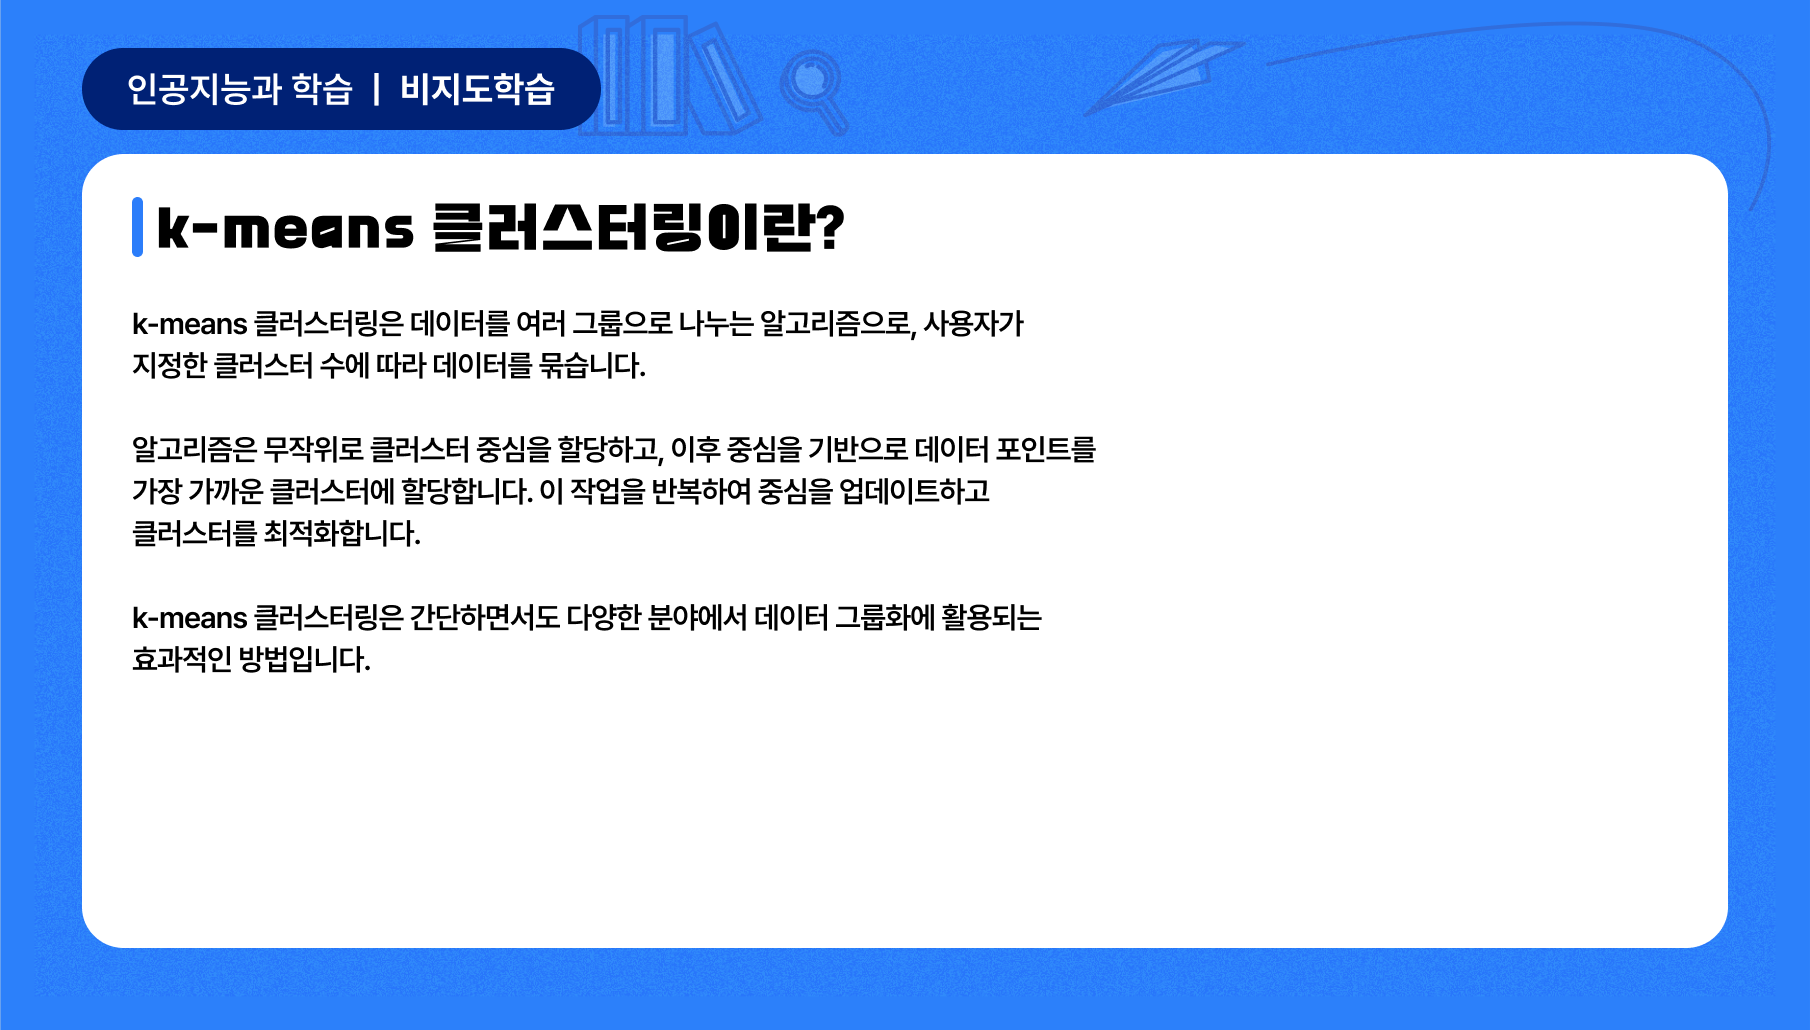 인공지능과 학습 | 비지도학습
k-means 클러스터링이란?
k-means 클러스터링은 데이터를 여러 그룹으로 나누는 알고리즘으로, 사용자가
지정한 클러스터 수에 따라 데이터를 묶습니다.
알고리즘은 무작위로 클러스터 중심을 할당하고, 이후 중심을 기반으로 데이터 포인트를
가장 가까운 클러스터에 할당합니다. 이 작업을 반복하여 중심을 업데이트하고
클러스터를 최적화합니다.
k-means 클러스터링은 간단하면서도 다양한 분야에서 데이터 그룹화에 활용되는
효과적인 방법입니다.